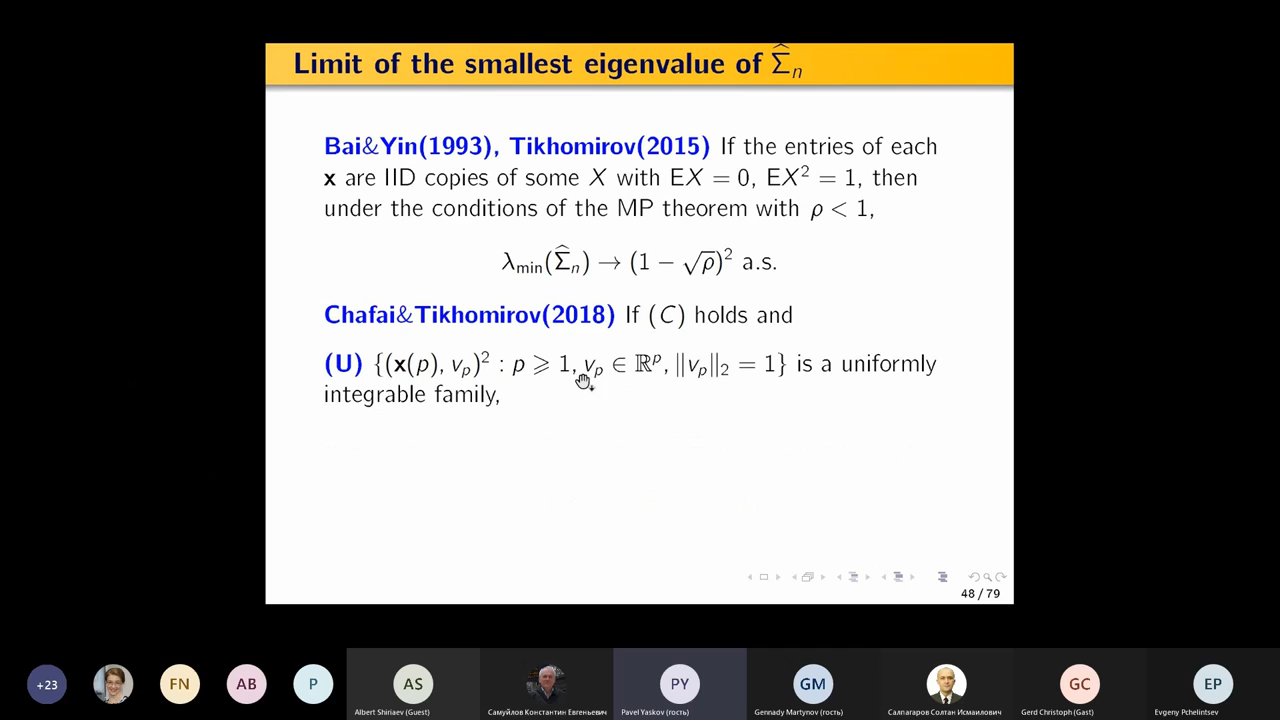 Limit of the smallest eigenvalue of Σ̂ₙ
Bai&Yin(1993), Tikhomirov(2015) If the entries of each
x are IID copies of some X with EX = 0, EX² = 1, then
under the conditions of the MP theorem with ρ < 1,
λ_min(Σ̂ₙ) → (1 − √ρ)² a.s.
Chafai&Tikhomirov(2018) If (C) holds and
(U) {(x(p), v_p)² : p ⩾ 1, v_p ∈ ℝᵖ, ‖v_p‖₂ = 1} is a uniformly
integrable family,
48 / 79
+23
FN
AB
P
AS
PY
GM
GC
EP
Albert Shiriaev (Guest)
Самуйлов Константин Евгеньевич
Pavel Yaskov (гость)
Gennady Martynov (гость)
Салпагаров Солтан Исмаилович
Gerd Christoph (Gast)
Evgeny Pchelintsev